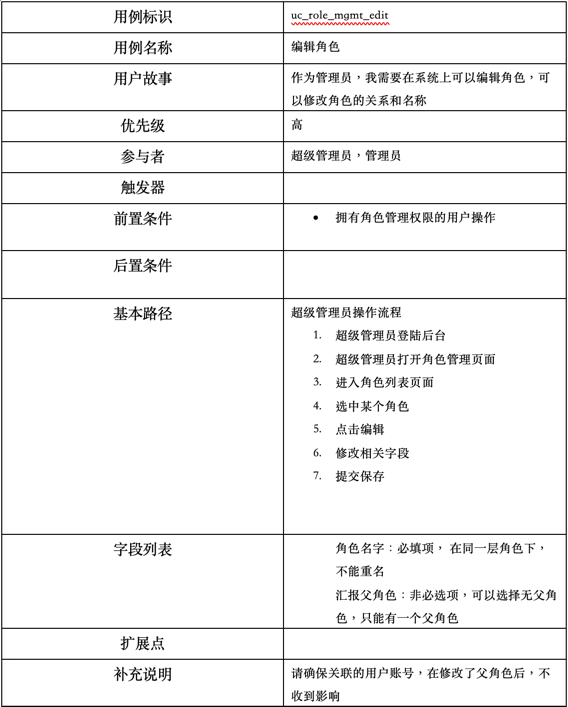 用例标识 uc_role_mgmt_edit
用例名称 编辑角色
用户故事 作为管理员，我需要在系统上可以编辑角色，可
以修改角色的关系和名称
优先级 高
参与者 超级管理员，管理员
触发器
前置条件 • 拥有角色管理权限的用户操作
后置条件
基本路径 超级管理员操作流程
1. 超级管理员登陆后台
2. 超级管理员打开角色管理页面
3. 进入角色列表页面
4. 选中某个角色
5. 点击编辑
6. 修改相关字段
7. 提交保存
字段列表 角色名字：必填项， 在同一层角色下，
不能重名
汇报父角色：非必选项，可以选择无父角
色，只能有一个父角色
扩展点
补充说明 请确保关联的用户账号，在修改了父角色后，不
收到影响